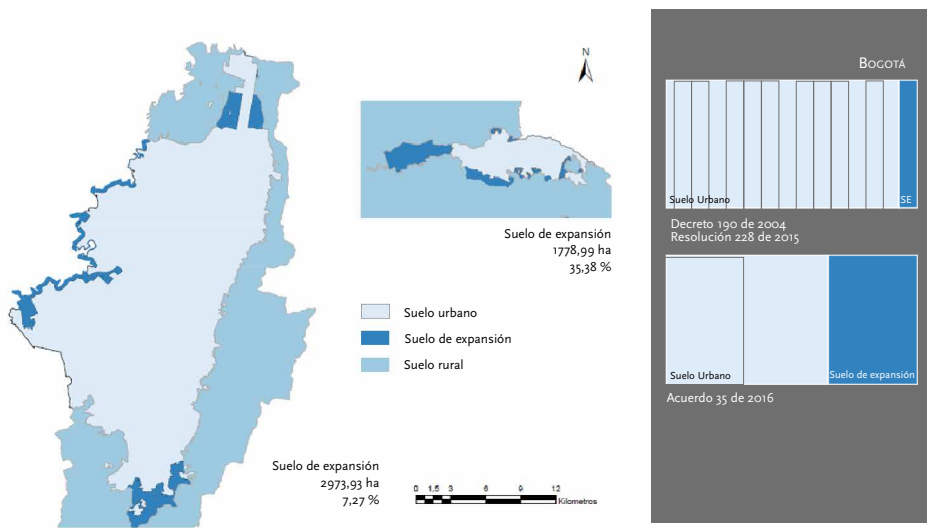 N
Suelo de expansión
1778,99 ha
35,38 %
Suelo urbano
Suelo de expansión
Suelo rural
Suelo de expansión
2973,93 ha
7,27 %
0 1,5 3 6 9 12
Kilometros
Bogotá
Suelo Urbano
SE
Decreto 190 de 2004
Resolución 228 de 2015
Suelo Urbano
Suelo de expansión
Acuerdo 35 de 2016